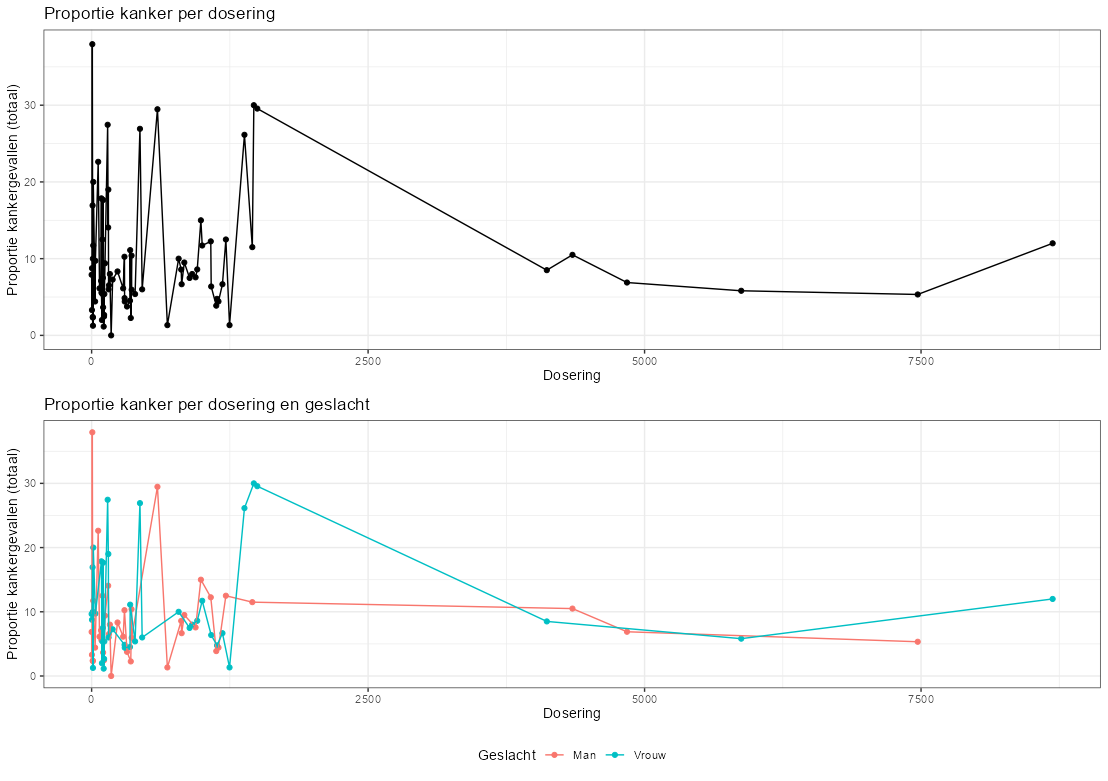 Proportie kanker per dosering
Proportie kankergevallen (totaal)
30
20
10
0
0 2500 5000 7500
Dosering
Proportie kanker per dosering en geslacht
Proportie kankergevallen (totaal)
30
20
10
0
0 2500 5000 7500
Dosering
Geslacht Man Vrouw